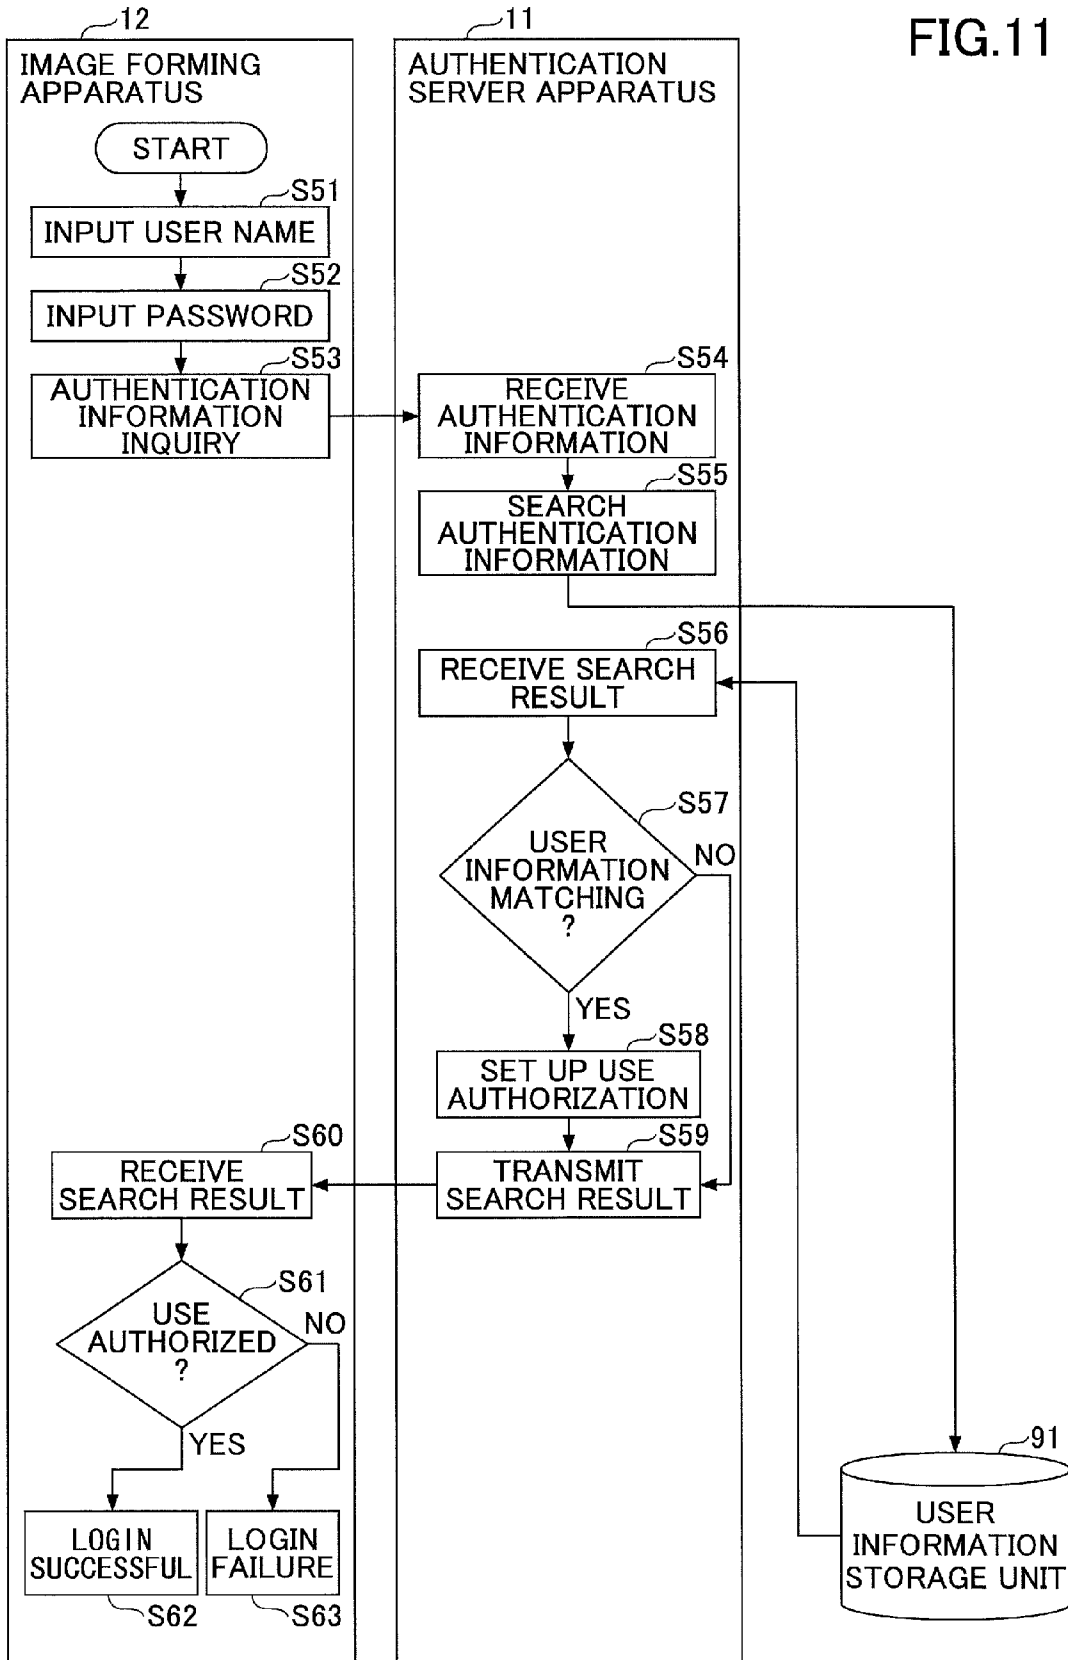 FIG.11
12
IMAGE FORMING
APPARATUS
START
S51
INPUT USER NAME
S52
INPUT PASSWORD
S53
AUTHENTICATION
INFORMATION
INQUIRY
11
AUTHENTICATION
SERVER APPARATUS
S54
RECEIVE
AUTHENTICATION
INFORMATION
S55
SEARCH
AUTHENTICATION
INFORMATION
S56
RECEIVE SEARCH
RESULT
S57
USER
INFORMATION
MATCHING
?
NO
YES
S58
SET UP USE
AUTHORIZATION
S59
TRANSMIT
SEARCH RESULT
S60
RECEIVE
SEARCH RESULT
S61
USE
AUTHORIZED
?
NO
YES
LOGIN
SUCCESSFUL
S62
LOGIN
FAILURE
S63
91
USER
INFORMATION
STORAGE UNIT